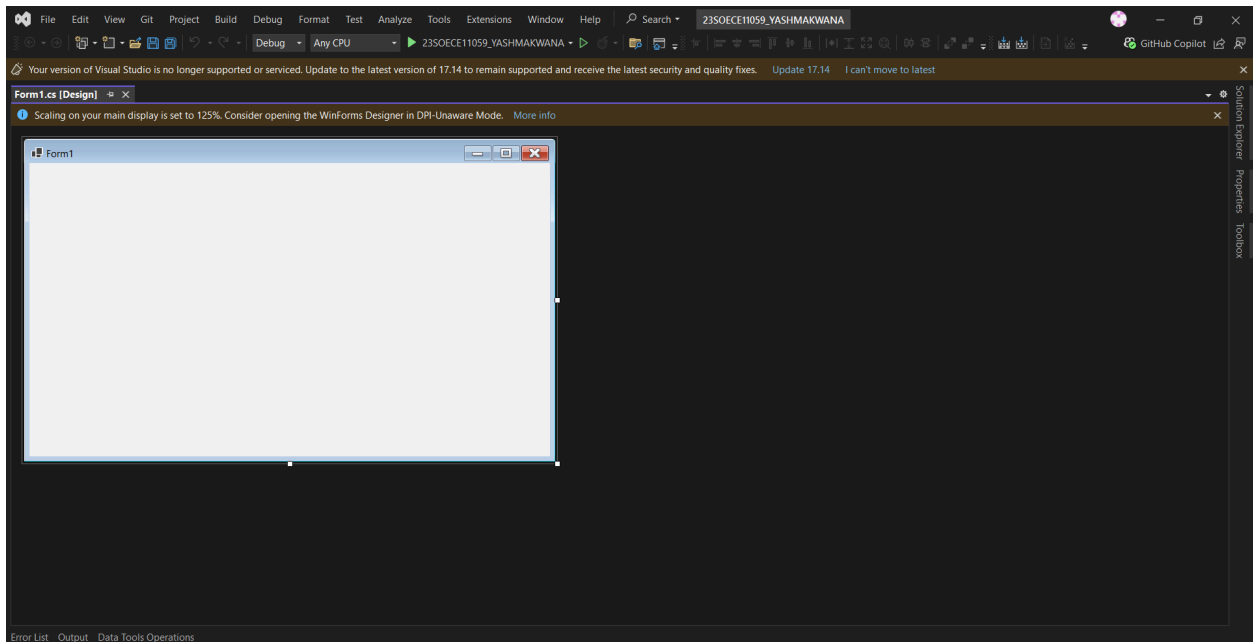 File Edit View Git Project Build Debug Format Test Analyze Tools Extensions Window Help Search 23SOECE11059_YASHMAKWANA
Debug Any CPU 23SOECE11059_YASHMAKWANA GitHub Copilot
Your version of Visual Studio is no longer supported or serviced. Update to the latest version of 17.14 to remain supported and receive the latest security and quality fixes. Update 17.14 I can't move to latest
Form1.cs [Design]
Scaling on your main display is set to 125%. Consider opening the WinForms Designer in DPI-Unaware Mode. More info
Form1
Solution Explorer
Properties
Toolbox
Error List Output Data Tools Operations